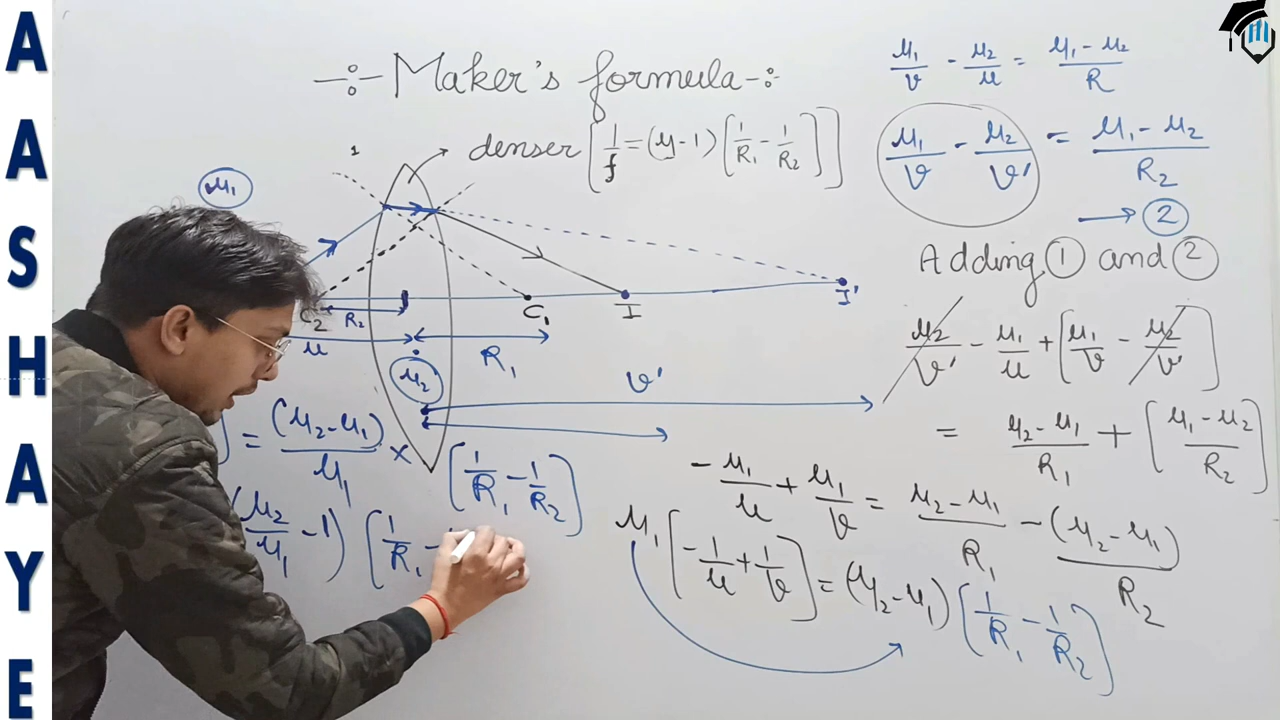 AASHAYE
÷ Maker's formula ÷
denser [1/f = (μ-1) [1/R₁ - 1/R₂]]
1
μ₁
C₂
R₂
C₁
I
I'
u
R₁
μ₂
v'
] = (μ₂-μ₁)/μ₁ × [1/R₁ - 1/R₂]
(μ₂/μ₁ - 1) [1/R₁ -
μ₁/v - μ₂/u = μ₁-μ₂/R
μ₁/v - μ₂/v' = μ₁-μ₂/R₂
→ ②
Adding ① and ②
μ₂/v' - μ₁/u + [μ₁/v - μ₂/v']
= μ₂-μ₁/R₁ + [μ₁-μ₂/R₂]
-μ₁/u + μ₁/v = μ₂-μ₁/R₁ - (μ₂-μ₁)/R₂
μ₁[-1/u + 1/v] = (μ₂-μ₁) [1/R₁ - 1/R₂]